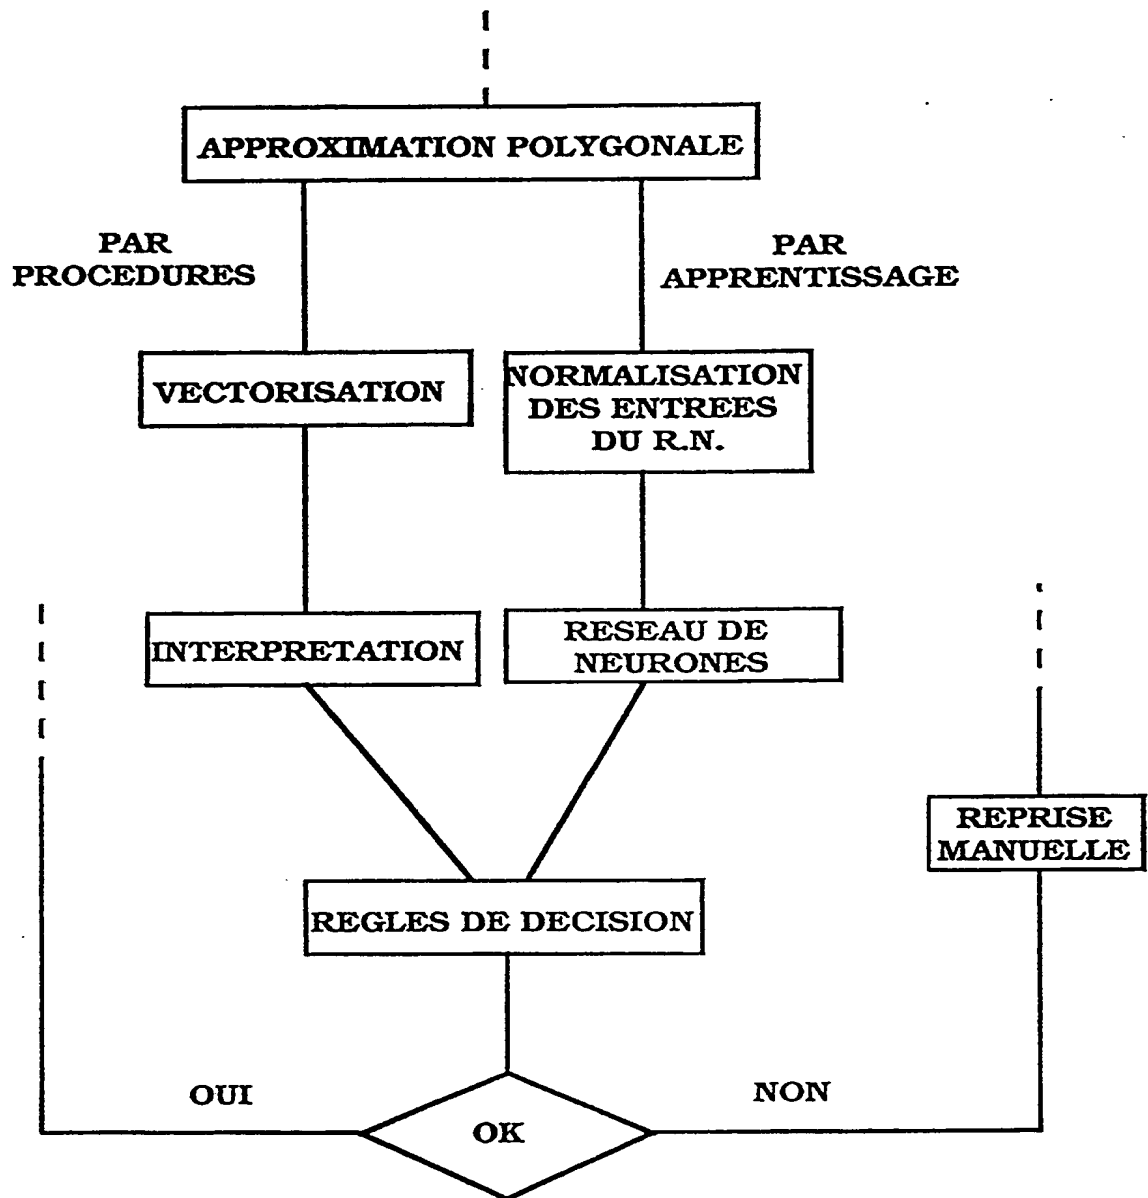 APPROXIMATION POLYGONALE
PAR
PROCEDURES
PAR
APPRENTISSAGE
VECTORISATION
NORMALISATION
DES ENTREES
DU R.N.
INTERPRETATION
RESEAU DE
NEURONES
REPRISE
MANUELLE
REGLES DE DECISION
OUI
NON
OK